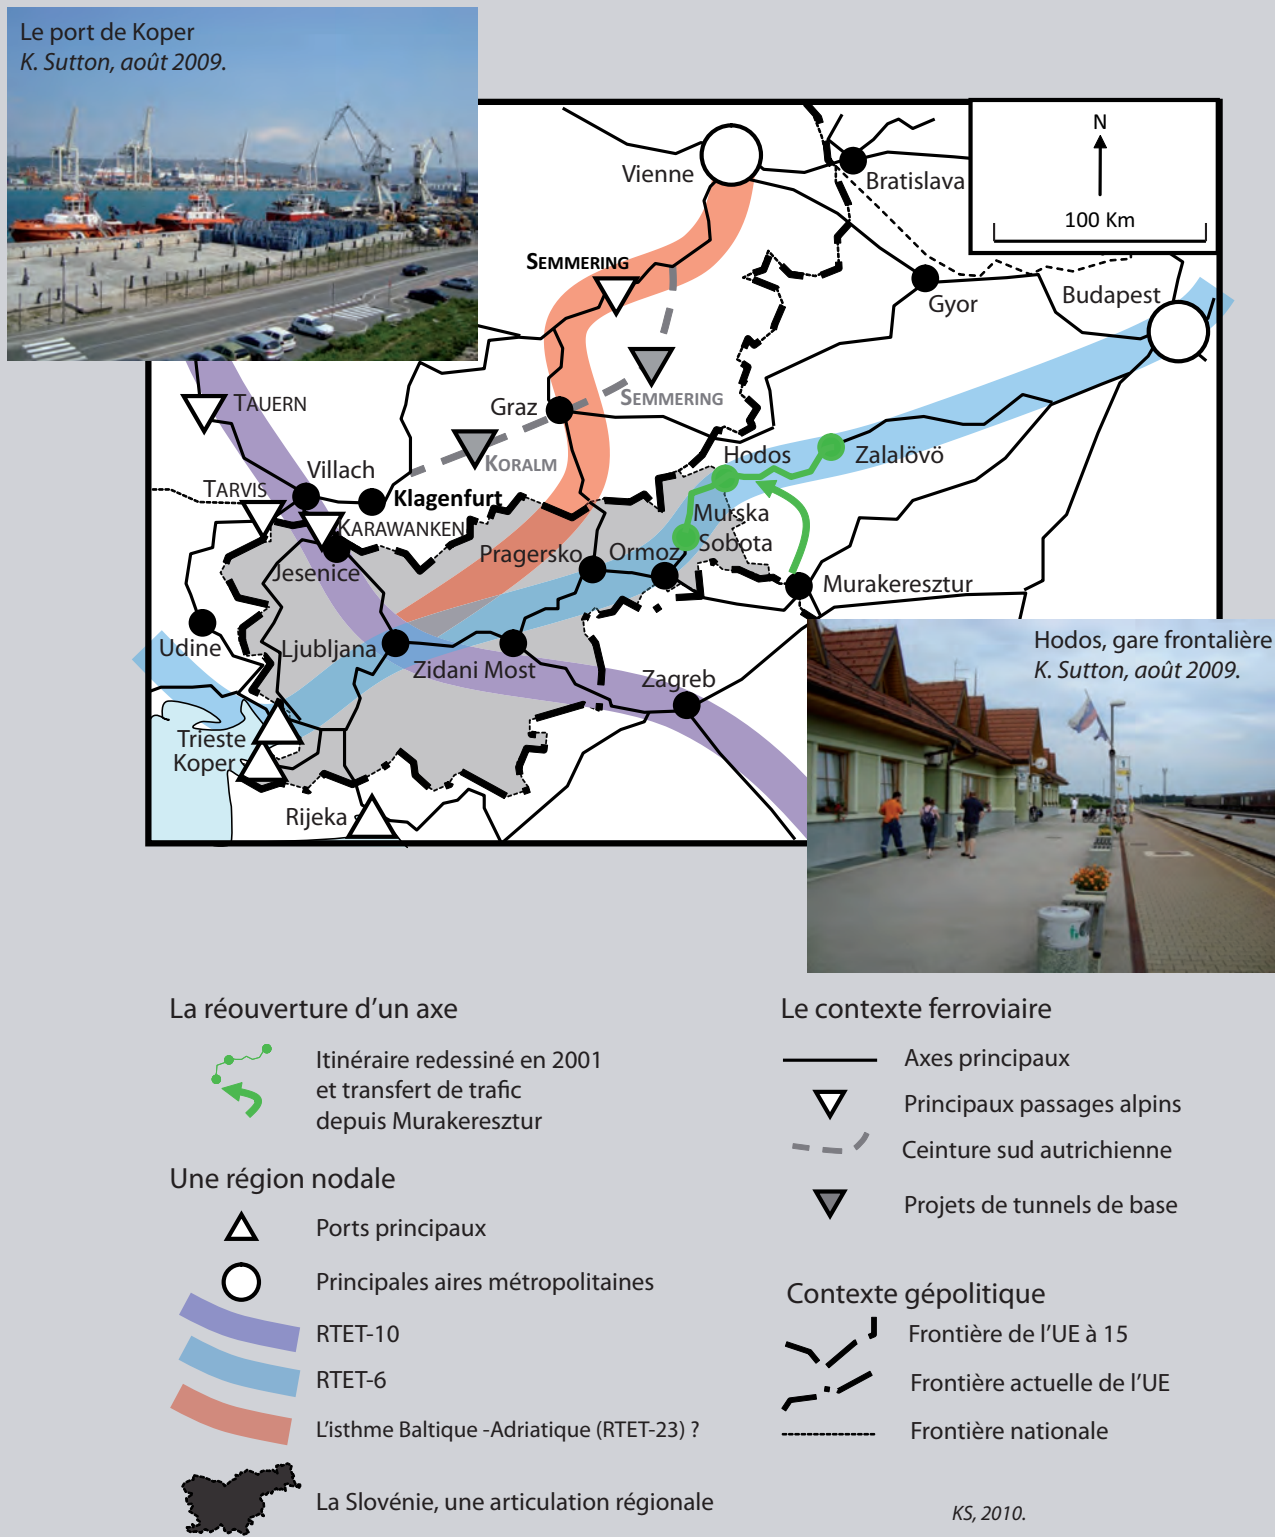 Le port de Koper
K. Sutton, août 2009.
N
100 Km
Vienne
Bratislava
SEMMERING
Gyor
Budapest
TAUERN
SEMMERING
Graz
KORALM
Hodos
Zalalövö
Villach
TARVIS
Klagenfurt
KARAWANKEN
Murska
Sobota
Pragersko
Ormoz
Jesenice
Murakeresztur
Udine
Ljubljana
Zidani Most
Zagreb
Trieste
Koper
Rijeka
Hodos, gare frontalière
K. Sutton, août 2009.
La réouverture d'un axe
Itinéraire redessiné en 2001
et transfert de trafic
depuis Murakeresztur
Une région nodale
Ports principaux
Principales aires métropolitaines
RTET-10
RTET-6
L'isthme Baltique -Adriatique (RTET-23) ?
La Slovénie, une articulation régionale
Le contexte ferroviaire
Axes principaux
Principaux passages alpins
Ceinture sud autrichienne
Projets de tunnels de base
Contexte gépolitique
Frontière de l'UE à 15
Frontière actuelle de l'UE
Frontière nationale
KS, 2010.